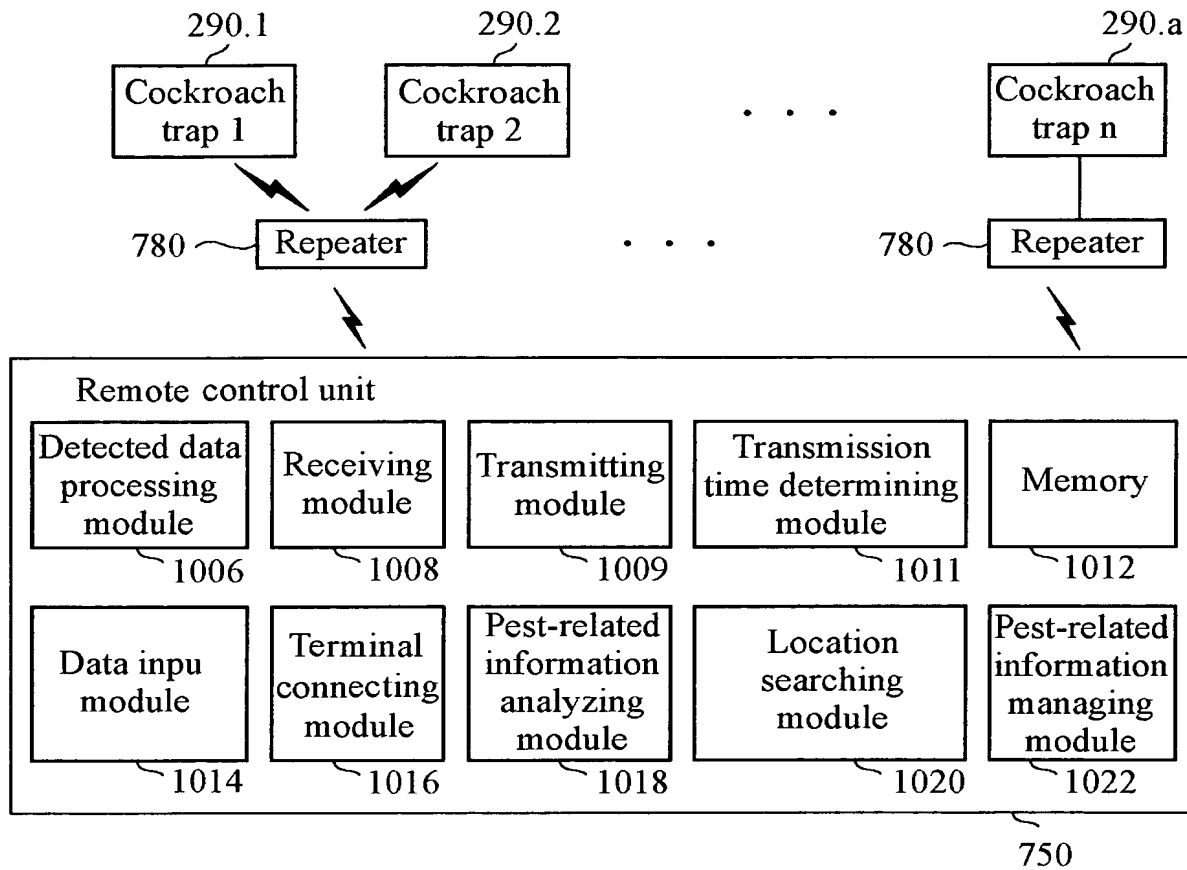 290.1
290.2
290.a
Cockroach
trap 1
Cockroach
trap 2
Cockroach
trap n
780
Repeater
780
Repeater
Remote control unit
Detected data
processing
module
1006
Receiving
module
1008
Transmitting
module
1009
Transmission
time determining
module
1011
Memory
1012
Data inpu
module
1014
Terminal
connecting
module
1016
Pest-related
information
analyzing
module
1018
Location
searching
module
1020
Pest-related
information
managing
module
1022
750